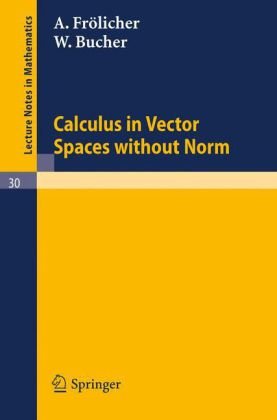 A. Frölicher
W. Bucher
Lecture Notes in Mathematics
Calculus in Vector
Spaces without Norm
30
Springer